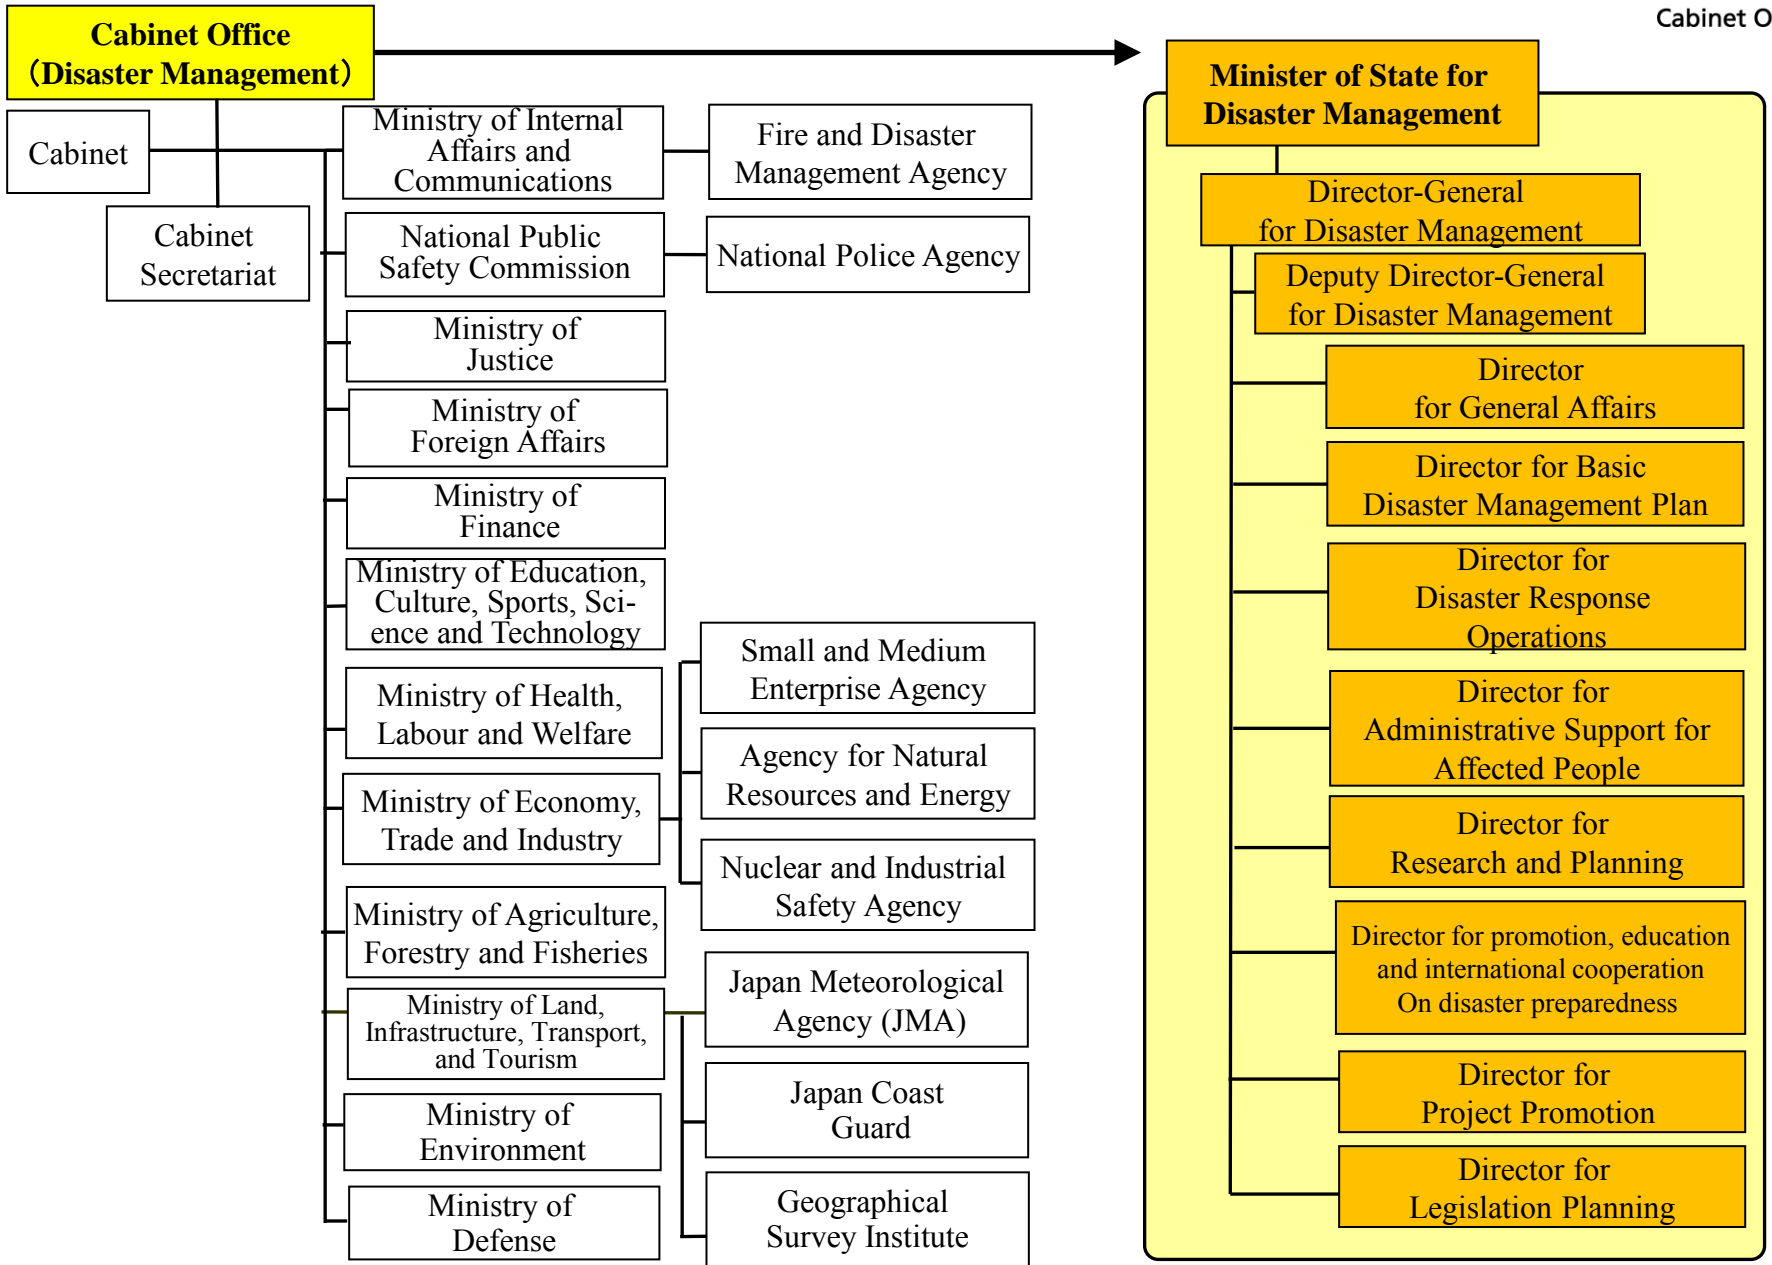 Cabinet O
Cabinet Office
（Disaster Management）
Cabinet
Cabinet
Secretariat
Ministry of Internal
Affairs and
Communications
Fire and Disaster
Management Agency
National Public
Safety Commission
National Police Agency
Ministry of
Justice
Ministry of
Foreign Affairs
Ministry of
Finance
Ministry of Education,
Culture, Sports, Sci-
ence and Technology
Ministry of Health,
Labour and Welfare
Ministry of Economy,
Trade and Industry
Small and Medium
Enterprise Agency
Agency for Natural
Resources and Energy
Nuclear and Industrial
Safety Agency
Ministry of Agriculture,
Forestry and Fisheries
Ministry of Land,
Infrastructure, Transport,
and Tourism
Japan Meteorological
Agency (JMA)
Japan Coast
Guard
Geographical
Survey Institute
Ministry of
Environment
Ministry of
Defense
Minister of State for
Disaster Management
Director-General
for Disaster Management
Deputy Director-General
for Disaster Management
Director
for General Affairs
Director for Basic
Disaster Management Plan
Director for
Disaster Response
Operations
Director for
Administrative Support for
Affected People
Director for
Research and Planning
Director for promotion, education
and international cooperation
On disaster preparedness
Director for
Project Promotion
Director for
Legislation Planning